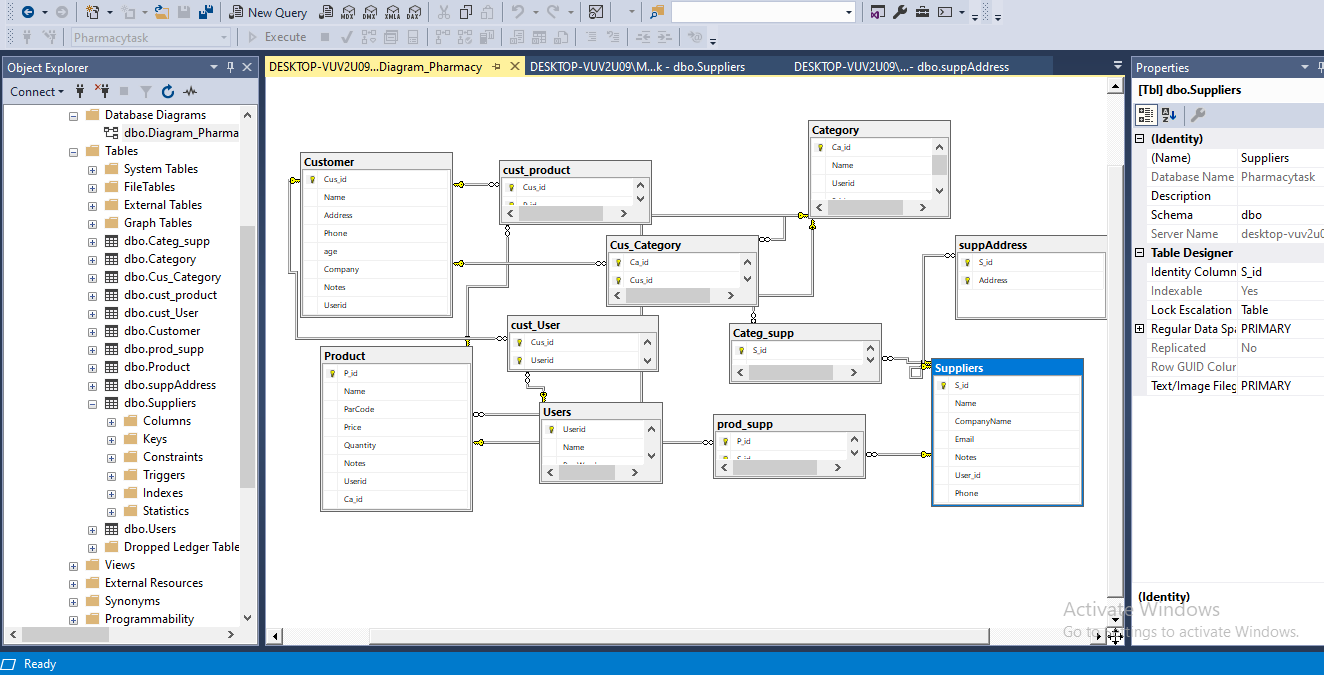 New Query
MDX
DMX
XMLA
DAX
Pharmacytask
Execute
Object Explorer
Connect
Database Diagrams
dbo.Diagram_Pharma
Tables
System Tables
FileTables
External Tables
Graph Tables
dbo.Categ_supp
dbo.Category
dbo.Cus_Category
dbo.cust_product
dbo.cust_User
dbo.Customer
dbo.prod_supp
dbo.Product
dbo.suppAddress
dbo.Suppliers
Columns
Keys
Constraints
Triggers
Indexes
Statistics
dbo.Users
Dropped Ledger Table
Views
External Resources
Synonyms
Programmability
DESKTOP-VUV2U09...Diagram_Pharmacy
DESKTOP-VUV2U09\M...k - dbo.Suppliers
DESKTOP-VUV2U09\...- dbo.suppAddress
Customer
Cus_id
Name
Address
Phone
age
Company
Notes
Userid
cust_product
Cus_id
P_id
Category
Ca_id
Name
Userid
Cus_Category
Ca_id
Cus_id
suppAddress
S_id
Address
cust_User
Cus_id
Userid
Categ_supp
S_id
Product
P_id
Name
ParCode
Price
Quantity
Notes
Userid
Ca_id
Users
Userid
Name
prod_supp
P_id
S_id
Suppliers
S_id
Name
CompanyName
Email
Notes
User_id
Phone
Properties
[Tbl] dbo.Suppliers
(Identity)
(Name) Suppliers
Database Name Pharmacytask
Description
Schema dbo
Server Name desktop-vuv2u0
Table Designer
Identity Column S_id
Indexable Yes
Lock Escalation Table
Regular Data Spa PRIMARY
Replicated No
Row GUID Colur
Text/Image Fileg PRIMARY
(Identity)
Activate Windows
Go to Settings to activate Windows.
Ready